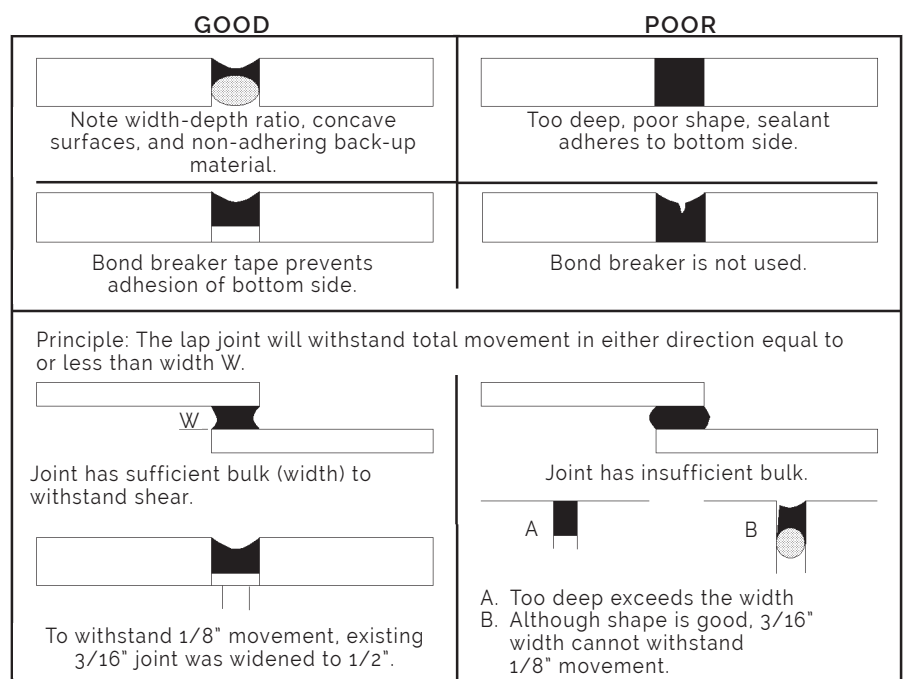 GOOD
POOR
Note width-depth ratio, concave
surfaces, and non-adhering back-up
material.
Too deep, poor shape, sealant
adheres to bottom side.
Bond breaker tape prevents
adhesion of bottom side.
Bond breaker is not used.
Principle: The lap joint will withstand total movement in either direction equal to
or less than width W.
W
Joint has sufficient bulk (width) to
withstand shear.
Joint has insufficient bulk.
A
B
To withstand 1/8" movement, existing
3/16" joint was widened to 1/2".
A. Too deep exceeds the width
B. Although shape is good, 3/16"
width cannot withstand
1/8" movement.